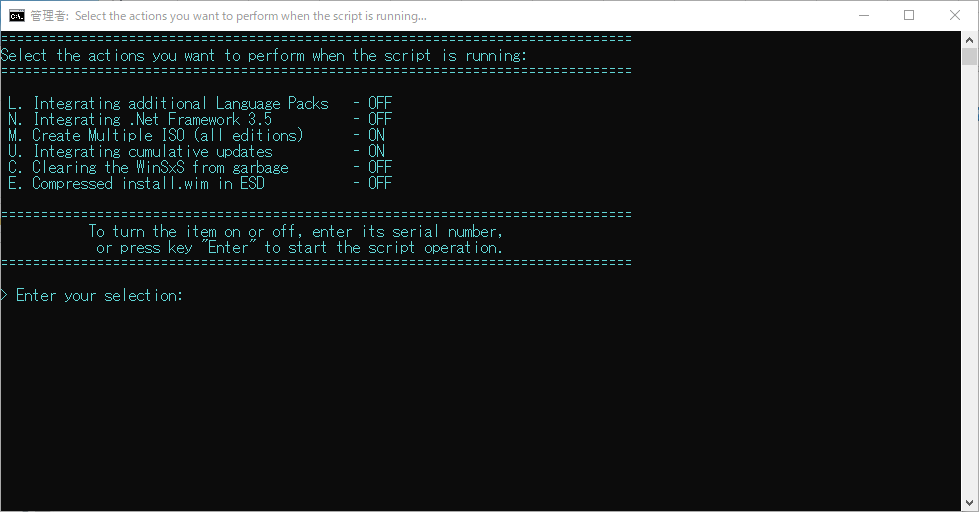 管理者: Select the actions you want to perform when the script is running...
===============================================================================
Select the actions you want to perform when the script is running:
===============================================================================
L. Integrating additional Language Packs - OFF
N. Integrating .Net Framework 3.5 - OFF
M. Create Multiple ISO (all editions) - ON
U. Integrating cumulative updates - ON
C. Clearing the WinSxS from garbage - OFF
E. Compressed install.wim in ESD - OFF
===============================================================================
To turn the item on or off, enter its serial number,
or press key "Enter" to start the script operation.
===============================================================================
> Enter your selection: